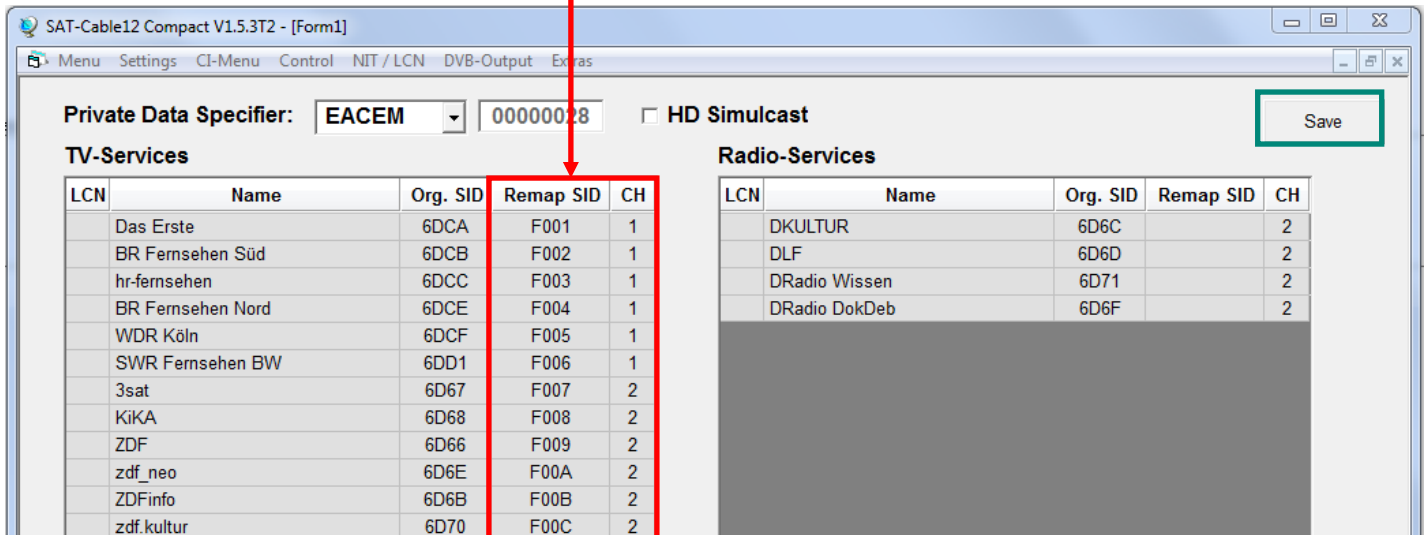 SAT-Cable12 Compact V1.5.3T2 - [Form1]
Menu Settings CI-Menu Control NIT / LCN DVB-Output Extras
Private Data Specifier: EACEM 00000028 HD Simulcast Save
TV-Services
LCN Name Org. SID Remap SID CH
Das Erste 6DCA F001 1
BR Fernsehen Süd 6DCB F002 1
hr-fernsehen 6DCC F003 1
BR Fernsehen Nord 6DCE F004 1
WDR Köln 6DCF F005 1
SWR Fernsehen BW 6DD1 F006 1
3sat 6D67 F007 2
KiKA 6D68 F008 2
ZDF 6D66 F009 2
zdf_neo 6D6E F00A 2
ZDFinfo 6D6B F00B 2
zdf.kultur 6D70 F00C 2
Radio-Services
LCN Name Org. SID Remap SID CH
DKULTUR 6D6C 2
DLF 6D6D 2
DRadio Wissen 6D71 2
DRadio DokDeb 6D6F 2